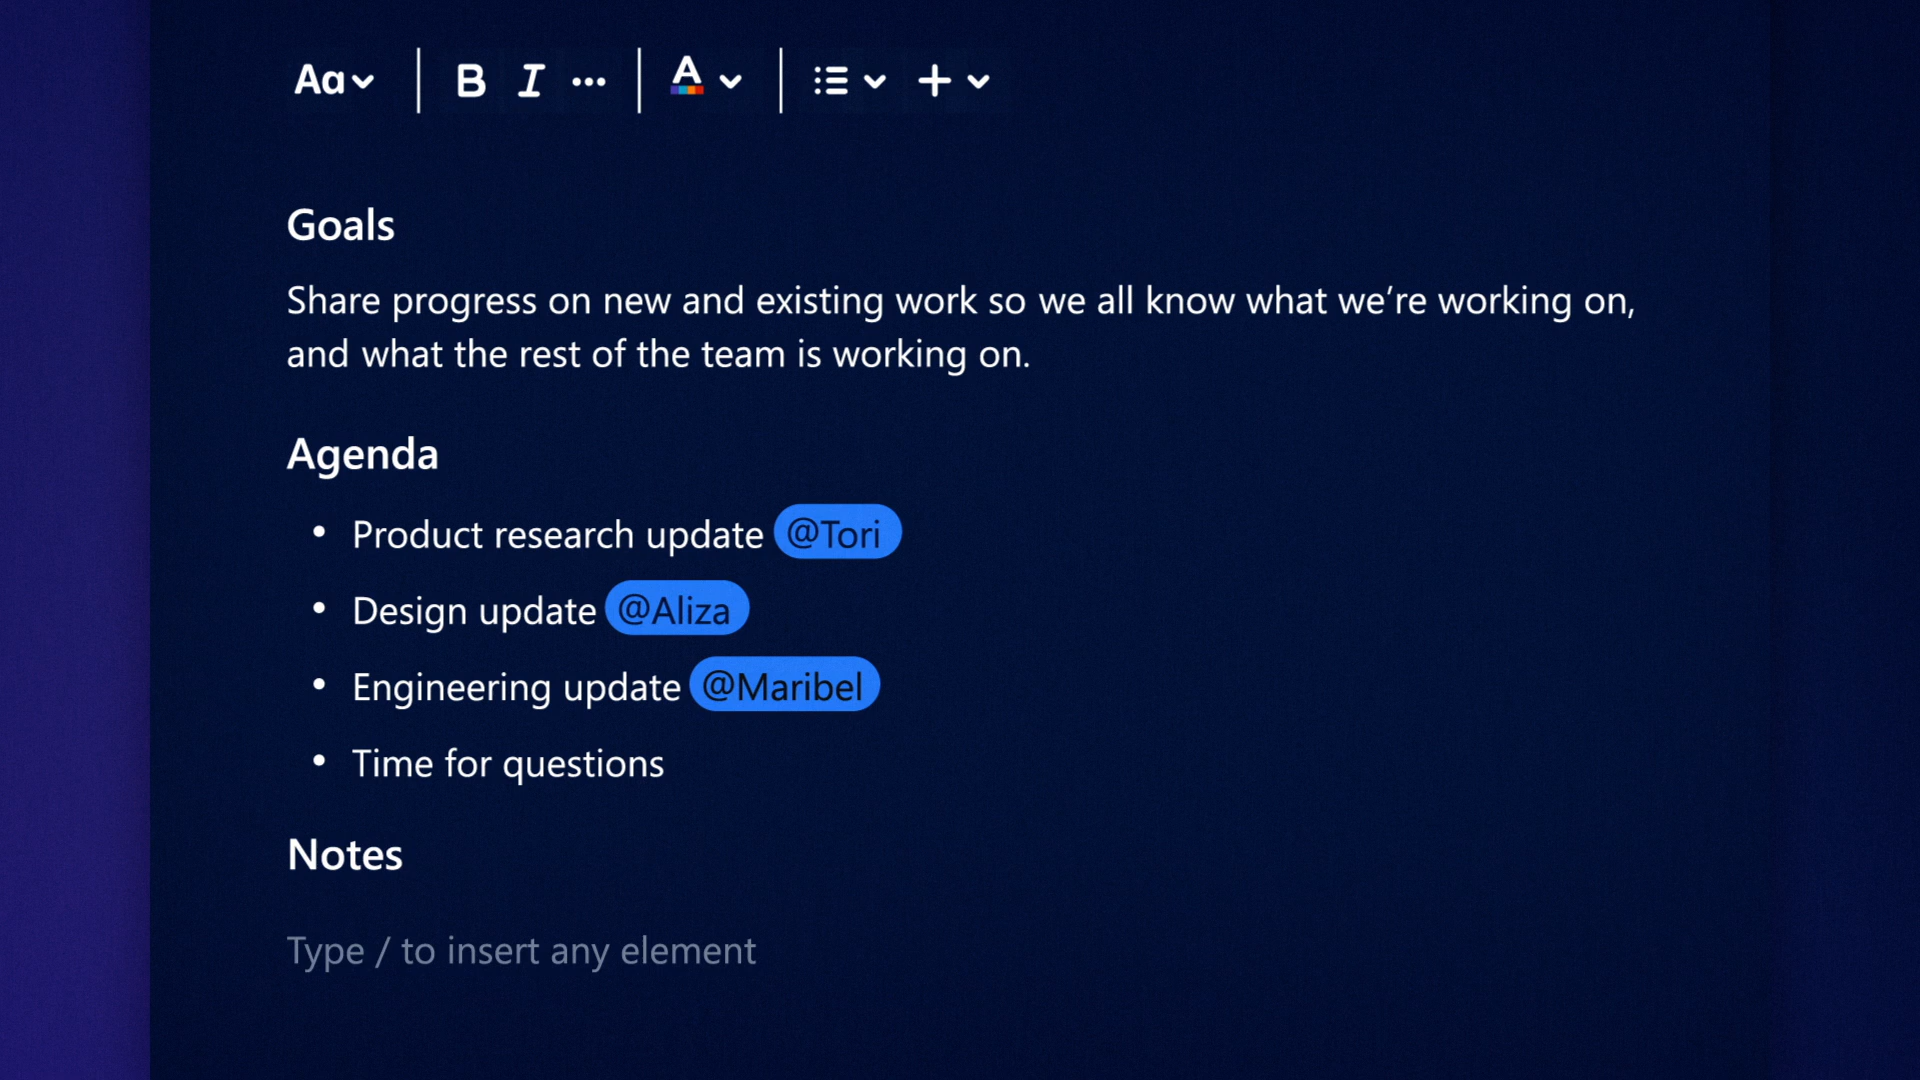 Aa B I ... A
Goals
Share progress on new and existing work so we all know what we’re working on,
and what the rest of the team is working on.
Agenda
• Product research update @Tori
• Design update @Aliza
• Engineering update @Maribel
• Time for questions
Notes
Type / to insert any element